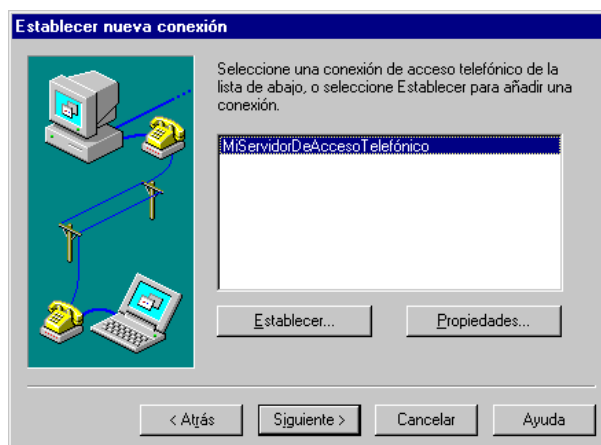 Establecer nueva conexión
Seleccione una conexión de acceso telefónico de la
lista de abajo, o seleccione Establecer para añadir una
conexión.
MiServidorDeAccesoTelefónico
Establecer...
Propiedades...
< Atrás
Siguiente >
Cancelar
Ayuda